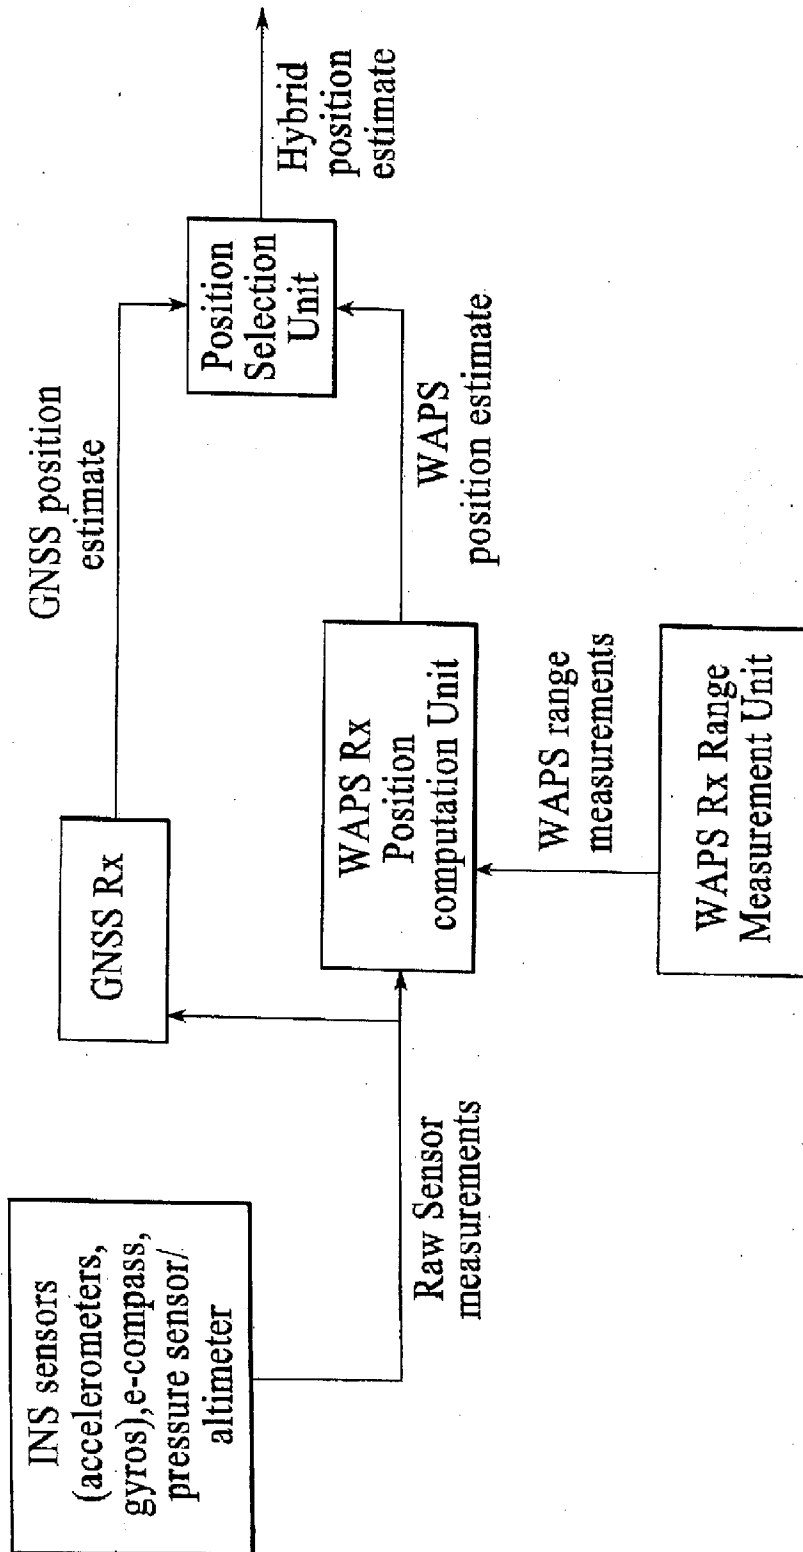 INS sensors
(accelerometers,
gyros),e-compass,
pressure sensor/
altimeter
Raw Sensor
measurements
GNSS Rx
GNSS position
estimate
WAPS Rx
Position
computation Unit
WAPS range
measurements
WAPS Rx Range
Measurement Unit
WAPS
position estimate
Position
Selection
Unit
Hybrid
position
estimate